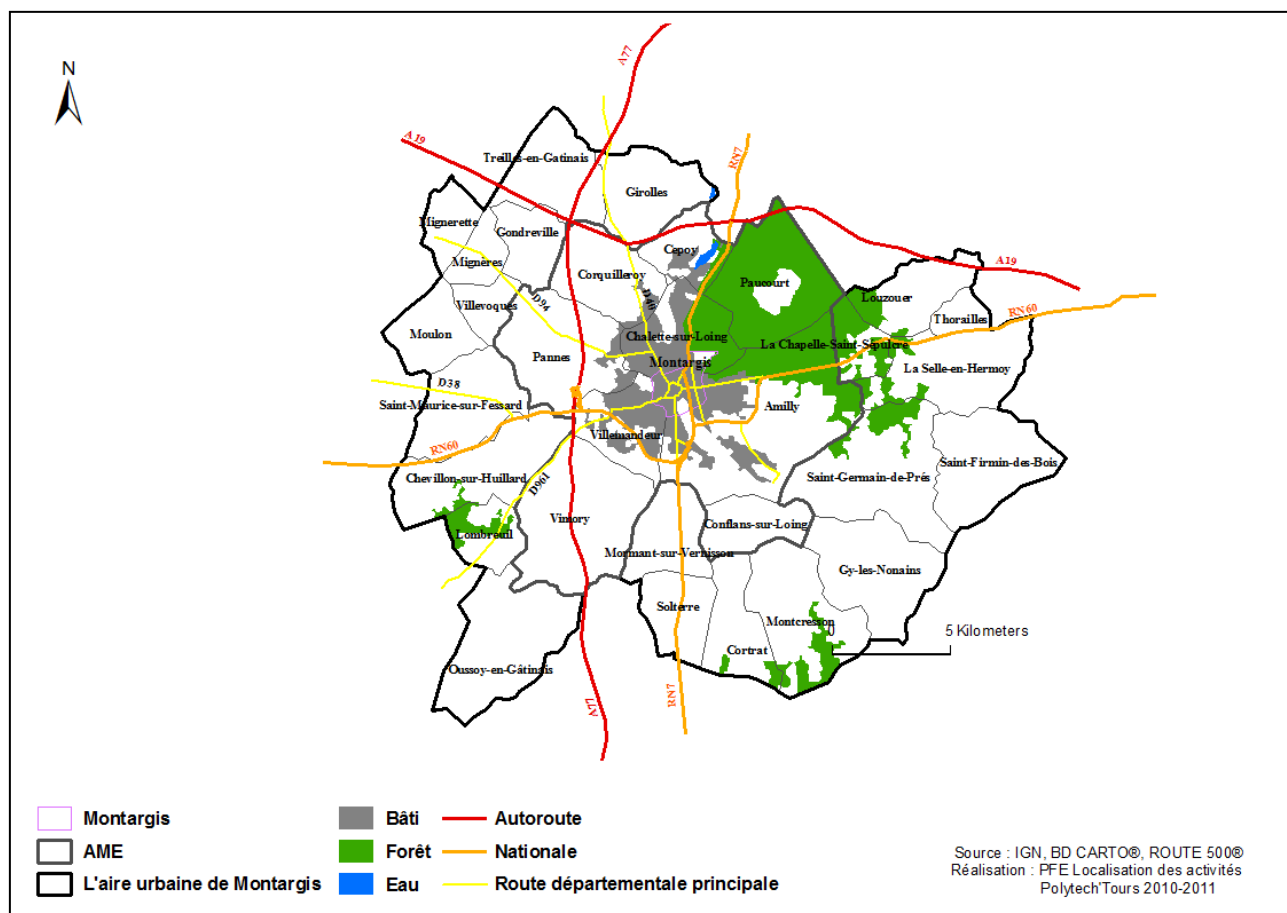 N
A77
A 19
RN7
Treilles-en-Gatinais
Girolles
Mignerette
Gondreville
Cepoy
Mignères
Corquilleroy
A19
Paucourt
Louzouer
Villevoques
D94
D40
Thorailles
RN60
Moulon
Chalette-sur-Loing
La Chapelle-Saint-Sépulcre
Pannes
Montargis
La Selle-en-Hermoy
D38
Saint-Maurice-sur-Fessard
Amilly
Villemandeur
RN60
Saint-Firmin-des-Bois
Chevillon-sur-Huillard
D961
Saint-Germain-de-Prés
Vimory
Conflans-sur-Loing
Lombreuil
Mormant-sur-Vernisson
Gy-les-Nonains
Solterre
Montcresson
0
5 Kilometers
Cortrat
Oussoy-en-Gâtinais
RN7
A77
Montargis
AME
L'aire urbaine de Montargis
Bâti
Forêt
Eau
Autoroute
Nationale
Route départementale principale
Source : IGN, BD CARTO®, ROUTE 500®
Réalisation : PFE Localisation des activités
Polytech'Tours 2010-2011